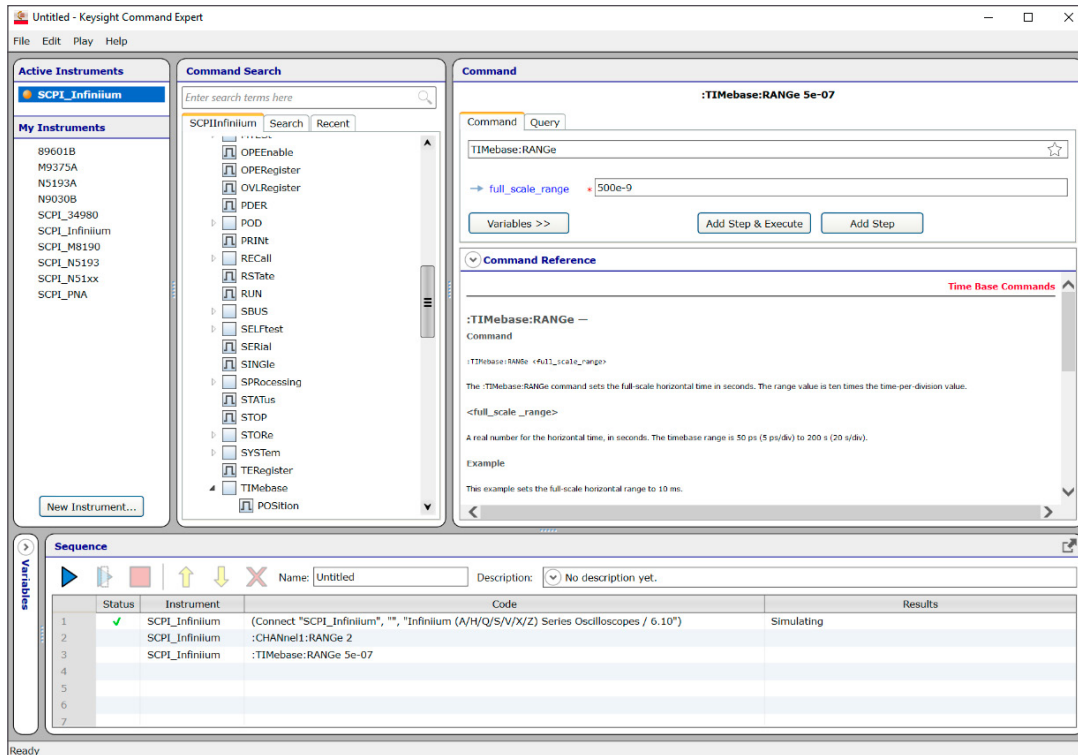 Untitled - Keysight Command Expert
File Edit Play Help
Active Instruments
SCPI_Infiniium
My Instruments
89601B
M9375A
N5193A
N9030B
SCPI_34980
SCPI_Infiniium
SCPI_M8190
SCPI_N5193
SCPI_N51xx
SCPI_PNA
New Instrument...
Command Search
Enter search terms here
SCPIInfiniium Search Recent
OPEEnable
OPERegister
OVLRegister
PDER
POD
PRINt
RECall
RSTate
RUN
SBUS
SELFtest
SERial
SINGle
SPRocessing
STATus
STOP
STORe
SYSTem
TERegister
TIMebase
POSition
Command
:TIMebase:RANGe 5e-07
Command Query
TIMebase:RANGe
full_scale_range * 500e-9
Variables >> Add Step & Execute Add Step
Command Reference
Time Base Commands
:TIMebase:RANGe —
Command
:TIMebase:RANGe <full_scale_range>
The :TIMebase:RANGe command sets the full-scale horizontal time in seconds. The range value is ten times the time-per-division value.
<full_scale _range>
A real number for the horizontal time, in seconds. The timebase range is 50 ps (5 ps/div) to 200 s (20 s/div).
Example
This example sets the full-scale horizontal range to 10 ms.
Variables
Sequence
Name: Untitled Description: No description yet.
Status Instrument Code Results
1 SCPI_Infiniium (Connect "SCPI_Infiniium", "", "Infiniium (A/H/Q/S/V/X/Z) Series Oscilloscopes / 6.10") Simulating
2 SCPI_Infiniium :CHANnel1:RANGe 2
3 SCPI_Infiniium :TIMebase:RANGe 5e-07
4
5
6
7
Ready